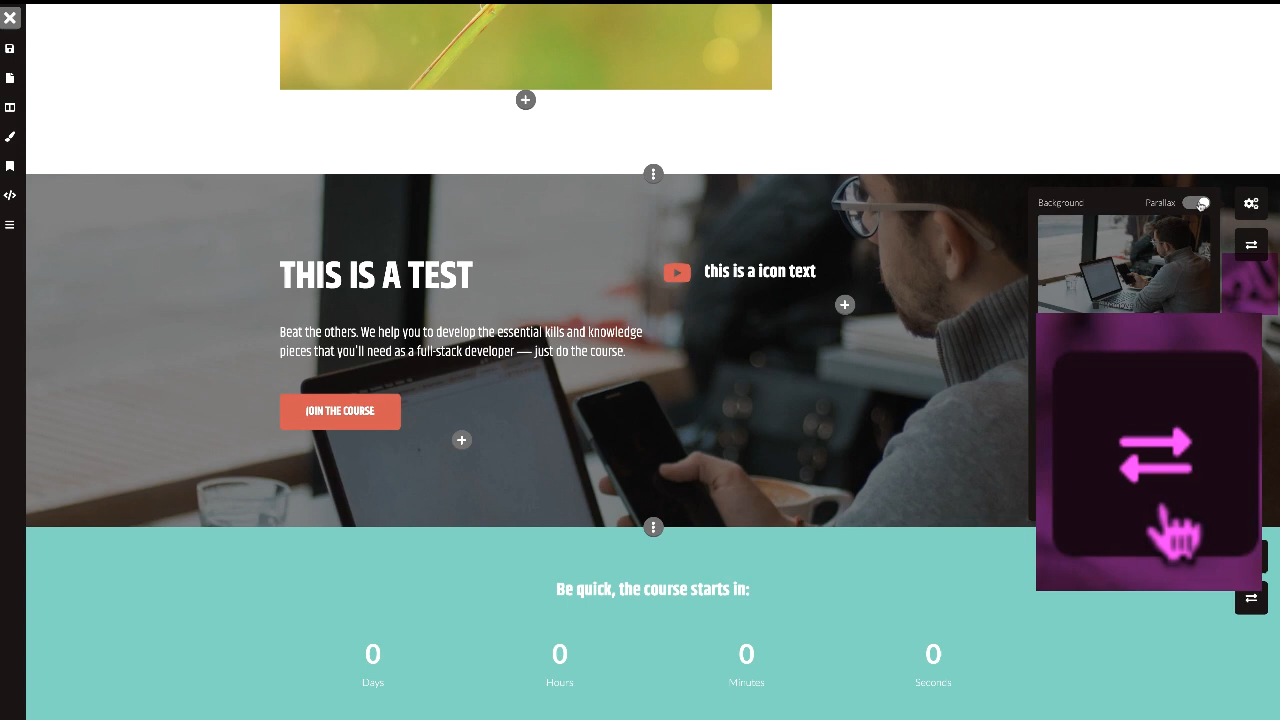 Background
Parallax
THIS IS A TEST
this is a icon text
Beat the others. We help you to develop the essential kills and knowledge
pieces that you'll need as a full-stack developer — just do the course.
JOIN THE COURSE
Be quick, the course starts in:
0 0 0 0
Days Hours Minutes Seconds